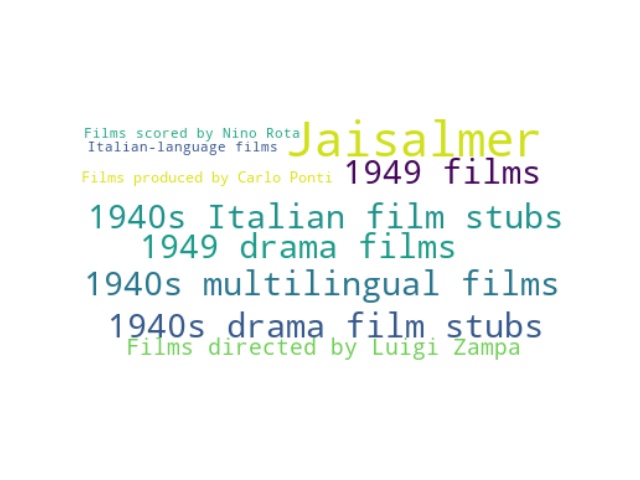 Films scored by Nino Rota
Jaisalmer
Italian-language films
Films produced by Carlo Ponti
1949 films
1940s Italian film stubs
1949 drama films
1940s multilingual films
1940s drama film stubs
Films directed by Luigi Zampa